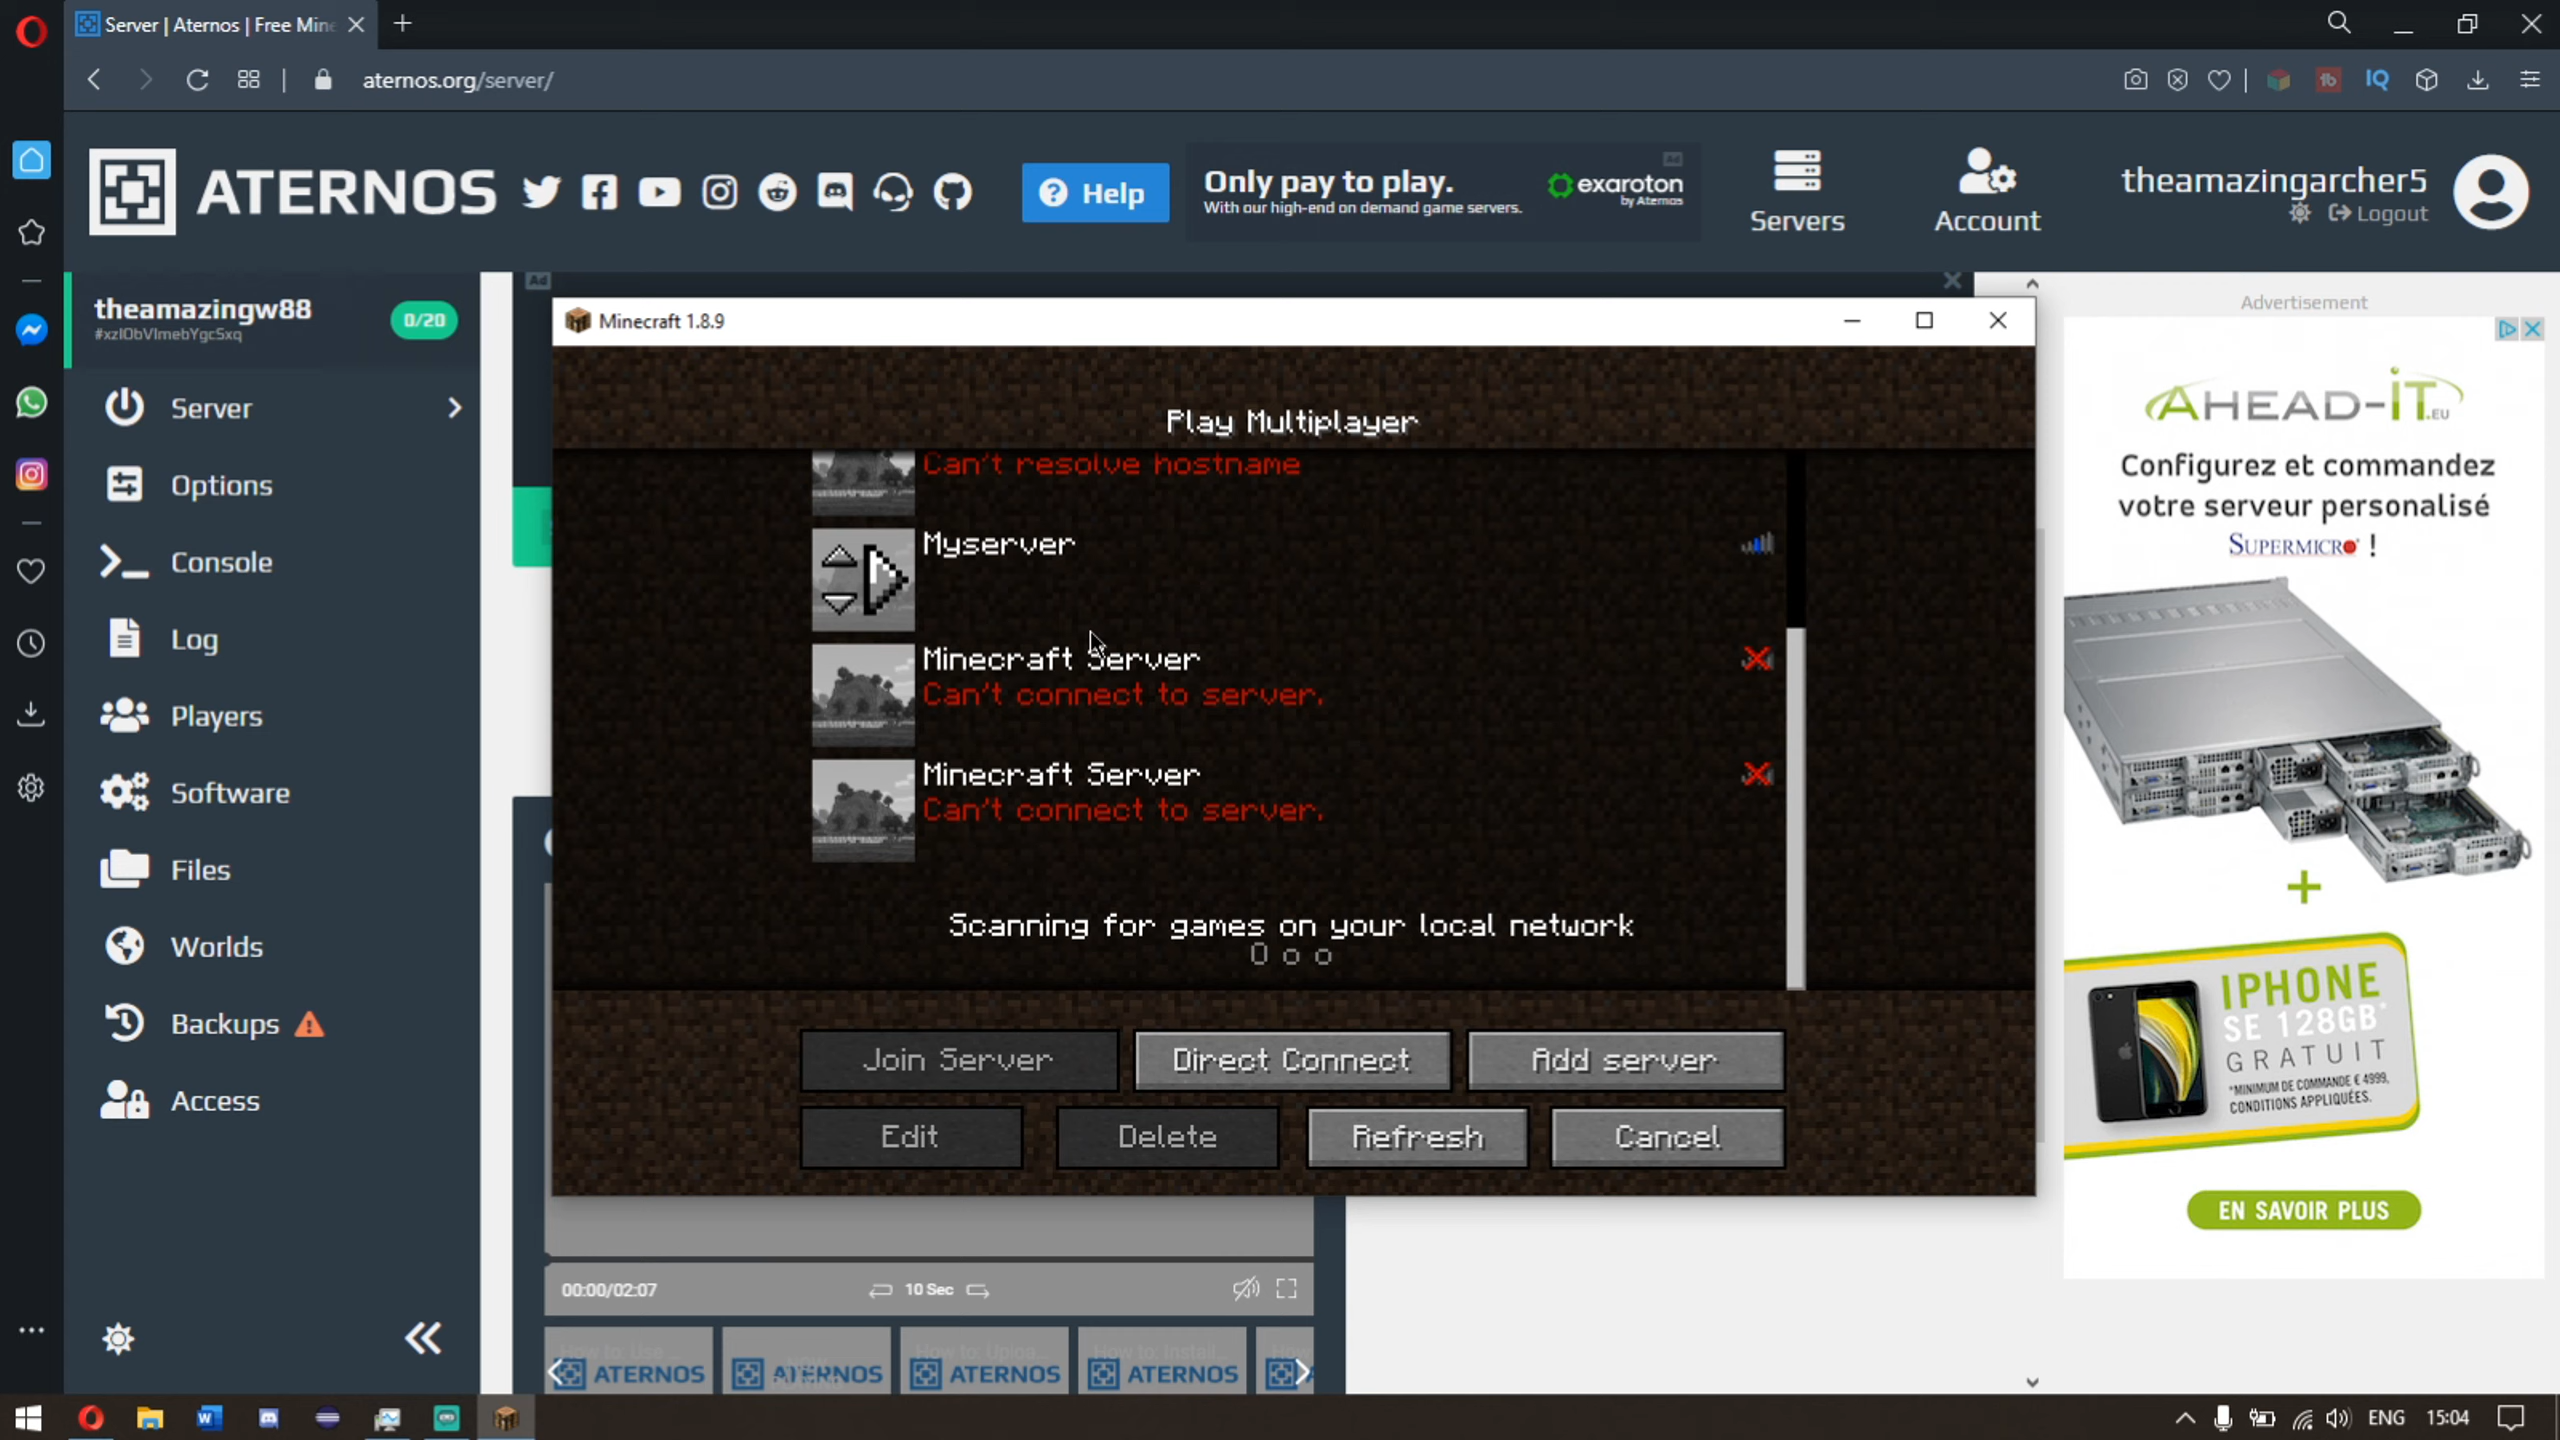 Server | Aternos | Free Mine
aternos.org/server/
IQ
ATERNOS
Help
Only pay to play.
With our high-end on demand game servers.
Ad
exaroton
by Aternos
Servers
Account
theamazingarcher5
Logout
theamazingw88
#xzlObVlmebYgc5xq
0/20
Server
Options
Console
Log
Players
Software
Files
Worlds
Backups
Access
Ad
Minecraft 1.8.9
Play Multiplayer
Can't resolve hostname
Myserver
Minecraft Server
Can't connect to server.
Minecraft Server
Can't connect to server.
Scanning for games on your local network
O o o
Join Server
Direct Connect
Add server
Edit
Delete
Refresh
Cancel
00:00/02:07
10 Sec
ATERNOS
ATERNOS
ATERNOS
ATERNOS
Advertisement
AHEAD-IT.EU
Configurez et commandez
votre serveur personalisé
SUPERMICRO !
+
IPHONE
SE 128GB*
GRATUIT
*MINIMUM DE COMMANDE € 4999,
CONDITIONS APPLIQUÉES.
EN SAVOIR PLUS
ENG
15:04